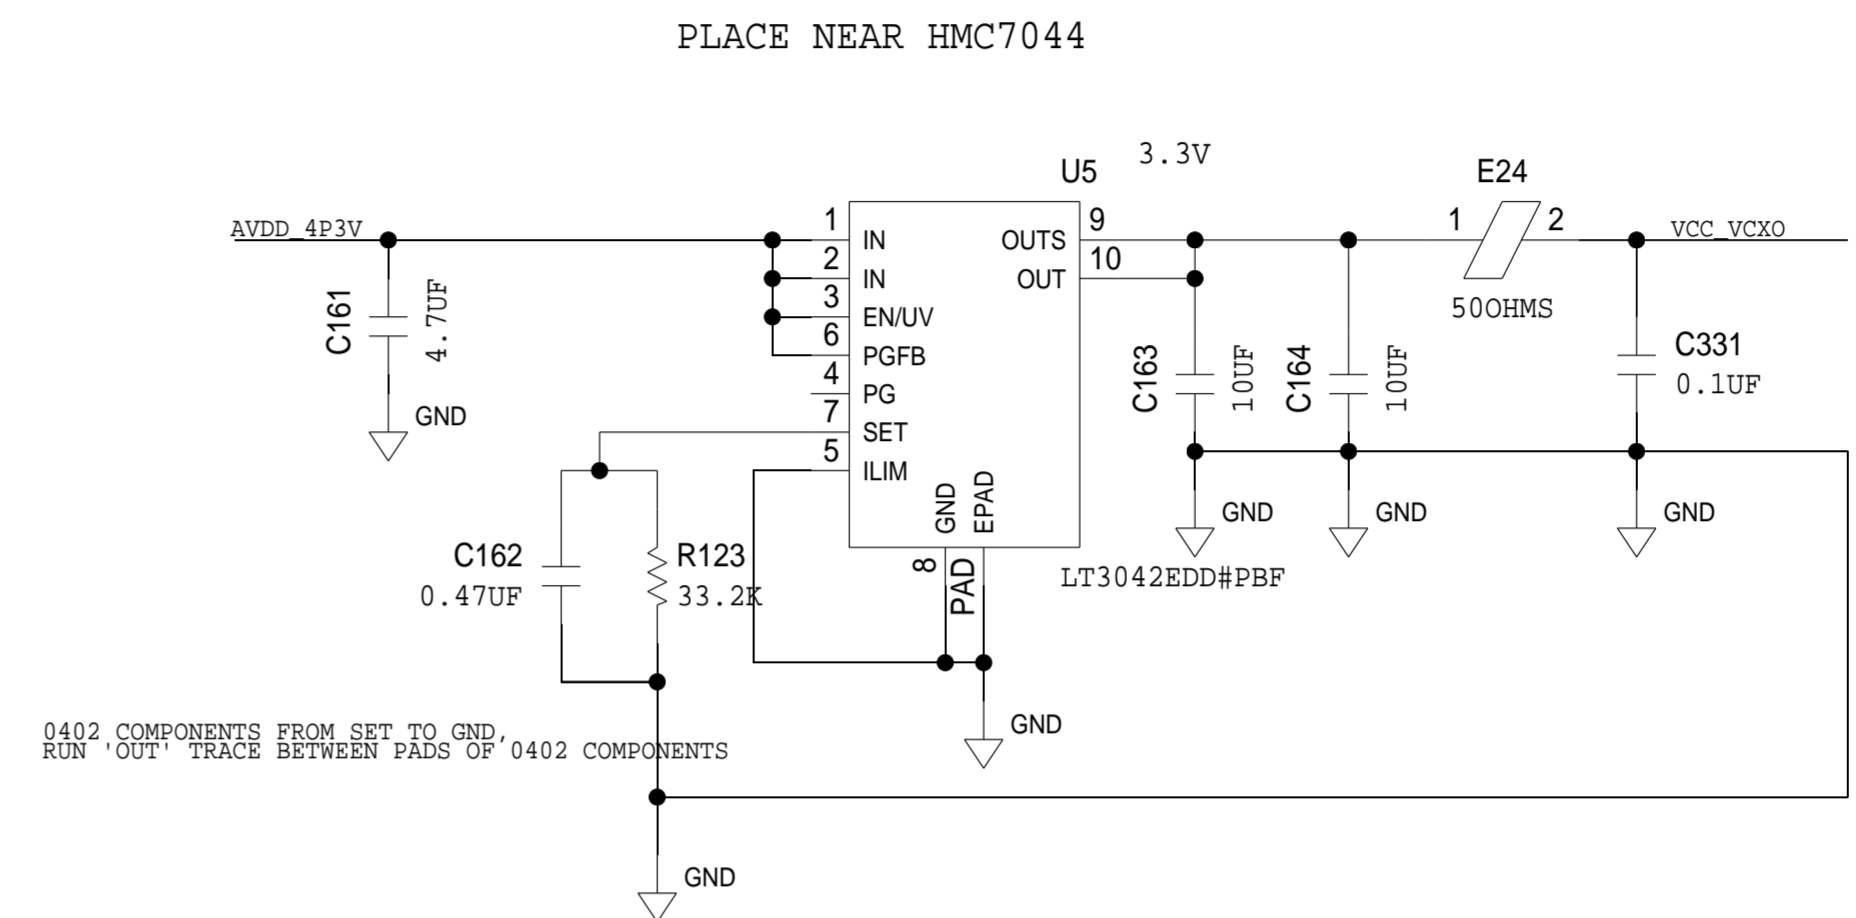 PLACE NEAR HMC7044
3.3V
U5
E24
AVDD_4P3V
1
IN
OUTS
9
1
2
VCC_VCXO
2
IN
OUT
10
3
EN/UV
50OHMS
6
PGFB
C161
4.7UF
4
PG
C163
10UF
C164
10UF
C331
0.1UF
GND
7
SET
5
ILIM
GND
EPAD
GND
GND
GND
8
PAD
LT3042EDD#PBF
C162
0.47UF
R123
33.2K
GND
0402 COMPONENTS FROM SET TO GND,
RUN 'OUT' TRACE BETWEEN PADS OF 0402 COMPONENTS
GND